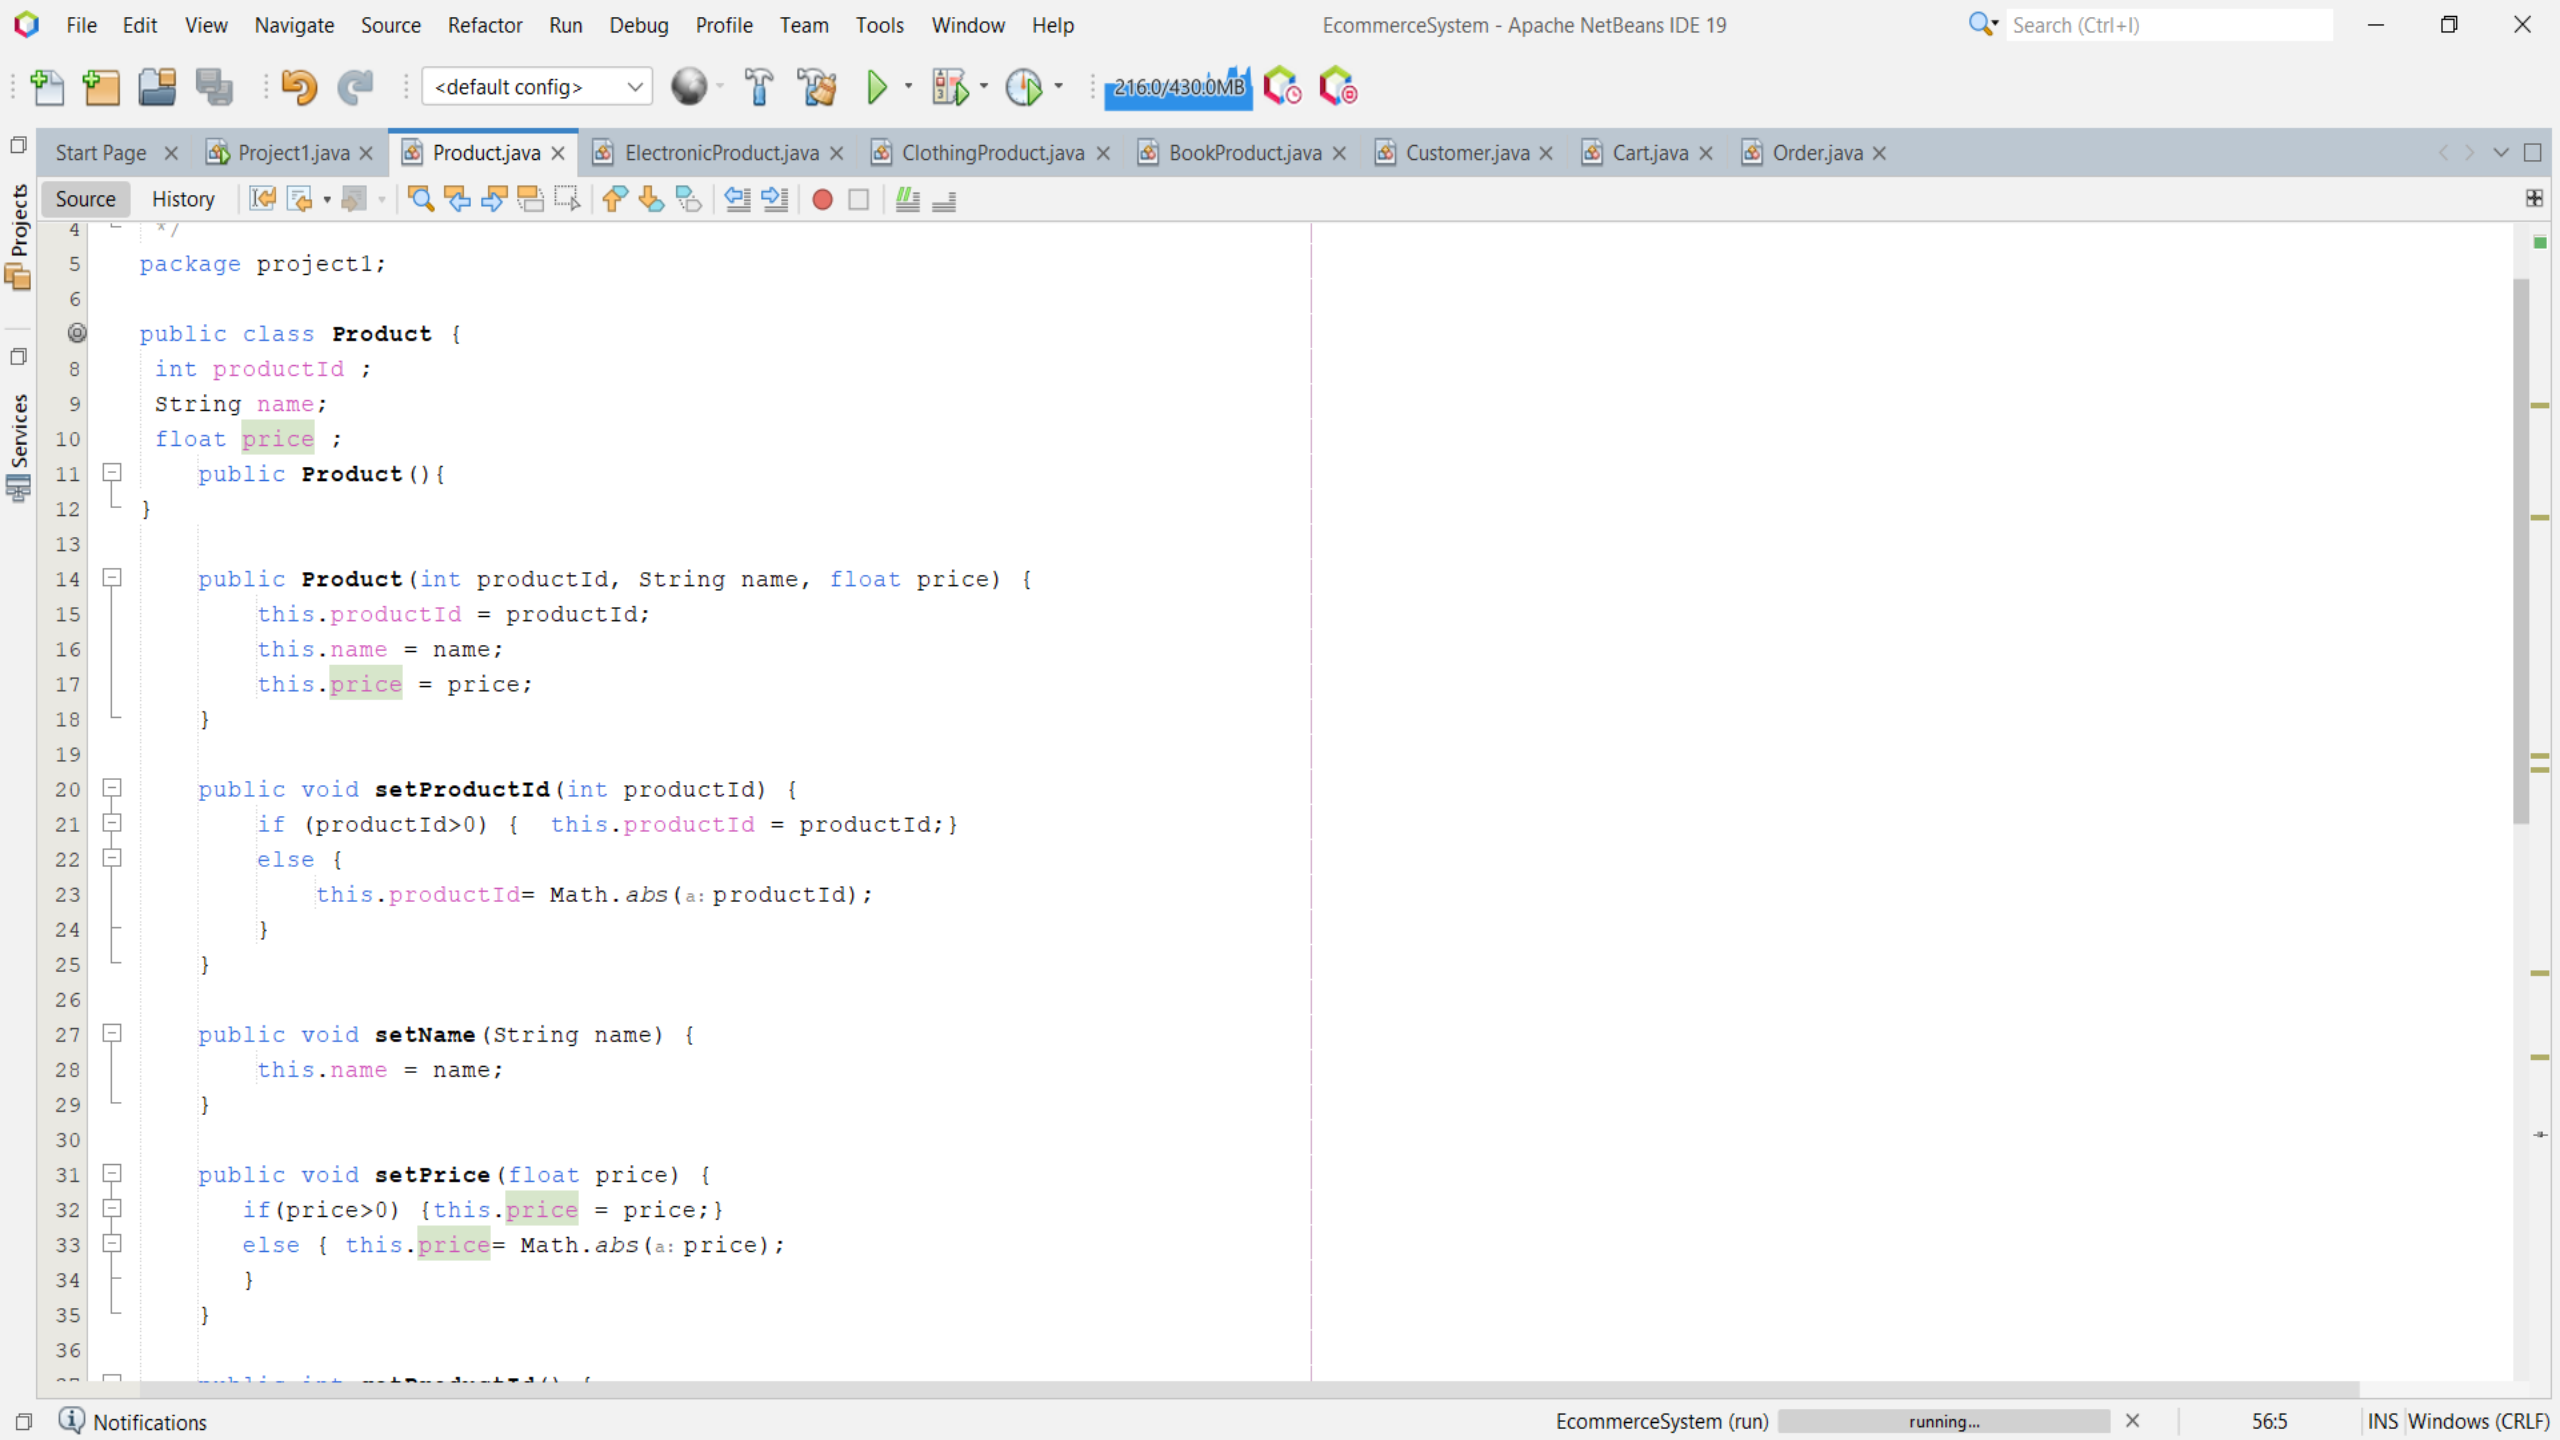 File Edit View Navigate Source Refactor Run Debug Profile Team Tools Window Help EcommerceSystem - Apache NetBeans IDE 19 Search (Ctrl+I)
<default config> 216.0/430.0MB
Start Page Project1.java Product.java ElectronicProduct.java ClothingProduct.java BookProduct.java Customer.java Cart.java Order.java
Source History
Projects
Services
4 */
5 package project1;
6
public class Product {
8 int productId ;
9 String name;
10 float price ;
11 public Product(){
12 }
13
14 public Product(int productId, String name, float price) {
15 this.productId = productId;
16 this.name = name;
17 this.price = price;
18 }
19
20 public void setProductId(int productId) {
21 if (productId>0) { this.productId = productId;}
22 else {
23 this.productId= Math.abs(a: productId);
24 }
25 }
26
27 public void setName(String name) {
28 this.name = name;
29 }
30
31 public void setPrice(float price) {
32 if(price>0) {this.price = price;}
33 else { this.price= Math.abs(a: price);
34 }
35 }
36
37 public int getProductId() {
Notifications EcommerceSystem (run) running... 56:5 INS Windows (CRLF)